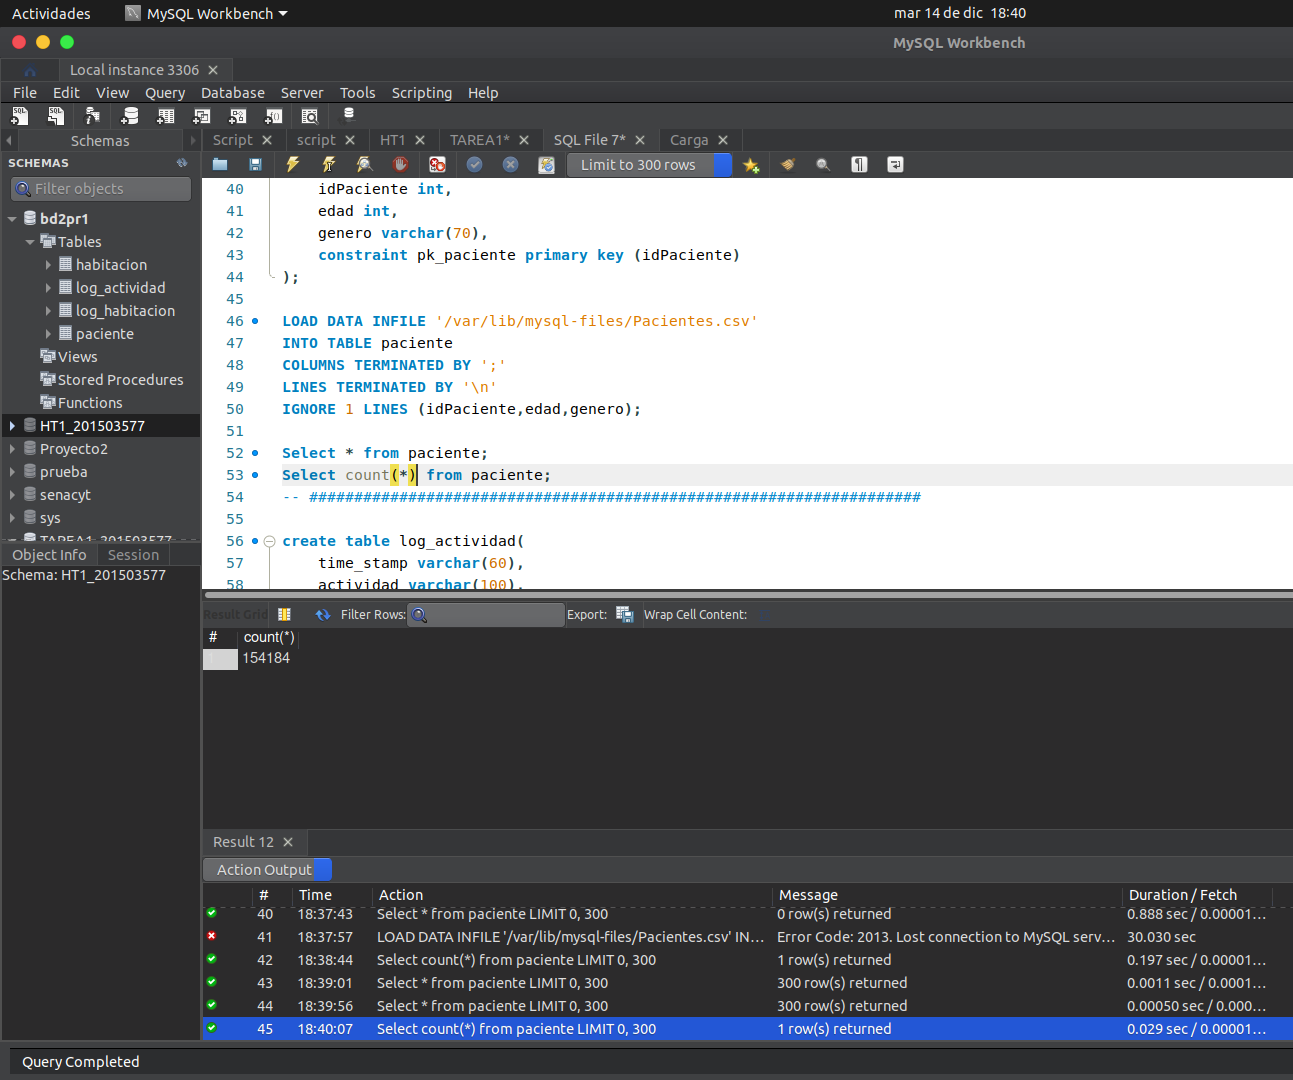 Actividades MySQL Workbench mar 14 de dic 18:40
MySQL Workbench
Local instance 3306
File Edit View Query Database Server Tools Scripting Help
Schemas Script script HT1 TAREA1* SQL File 7* Carga
SCHEMAS Limit to 300 rows
Filter objects
bd2pr1
Tables
habitacion
log_actividad
log_habitacion
paciente
Views
Stored Procedures
Functions
HT1_201503577
Proyecto2
prueba
senacyt
sys
TAREA1_201503577
Object Info Session
Schema: HT1_201503577
40 idPaciente int,
41 edad int,
42 genero varchar(70),
43 constraint pk_paciente primary key (idPaciente)
44 );
45
46 LOAD DATA INFILE '/var/lib/mysql-files/Pacientes.csv'
47 INTO TABLE paciente
48 COLUMNS TERMINATED BY ';'
49 LINES TERMINATED BY '\n'
50 IGNORE 1 LINES (idPaciente,edad,genero);
51
52 Select * from paciente;
53 Select count(*) from paciente;
54 -- ####################################################################
55
56 create table log_actividad(
57 time_stamp varchar(60),
58 actividad varchar(100),
Result Grid Filter Rows: Export: Wrap Cell Content:
# count(*)
154184
Result 12
Action Output
# Time Action Message Duration / Fetch
40 18:37:43 Select * from paciente LIMIT 0, 300 0 row(s) returned 0.888 sec / 0.00001...
41 18:37:57 LOAD DATA INFILE '/var/lib/mysql-files/Pacientes.csv' IN... Error Code: 2013. Lost connection to MySQL serv... 30.030 sec
42 18:38:44 Select count(*) from paciente LIMIT 0, 300 1 row(s) returned 0.197 sec / 0.00001...
43 18:39:01 Select * from paciente LIMIT 0, 300 300 row(s) returned 0.0011 sec / 0.0001...
44 18:39:56 Select * from paciente LIMIT 0, 300 300 row(s) returned 0.00050 sec / 0.000...
45 18:40:07 Select count(*) from paciente LIMIT 0, 300 1 row(s) returned 0.029 sec / 0.00001...
Query Completed